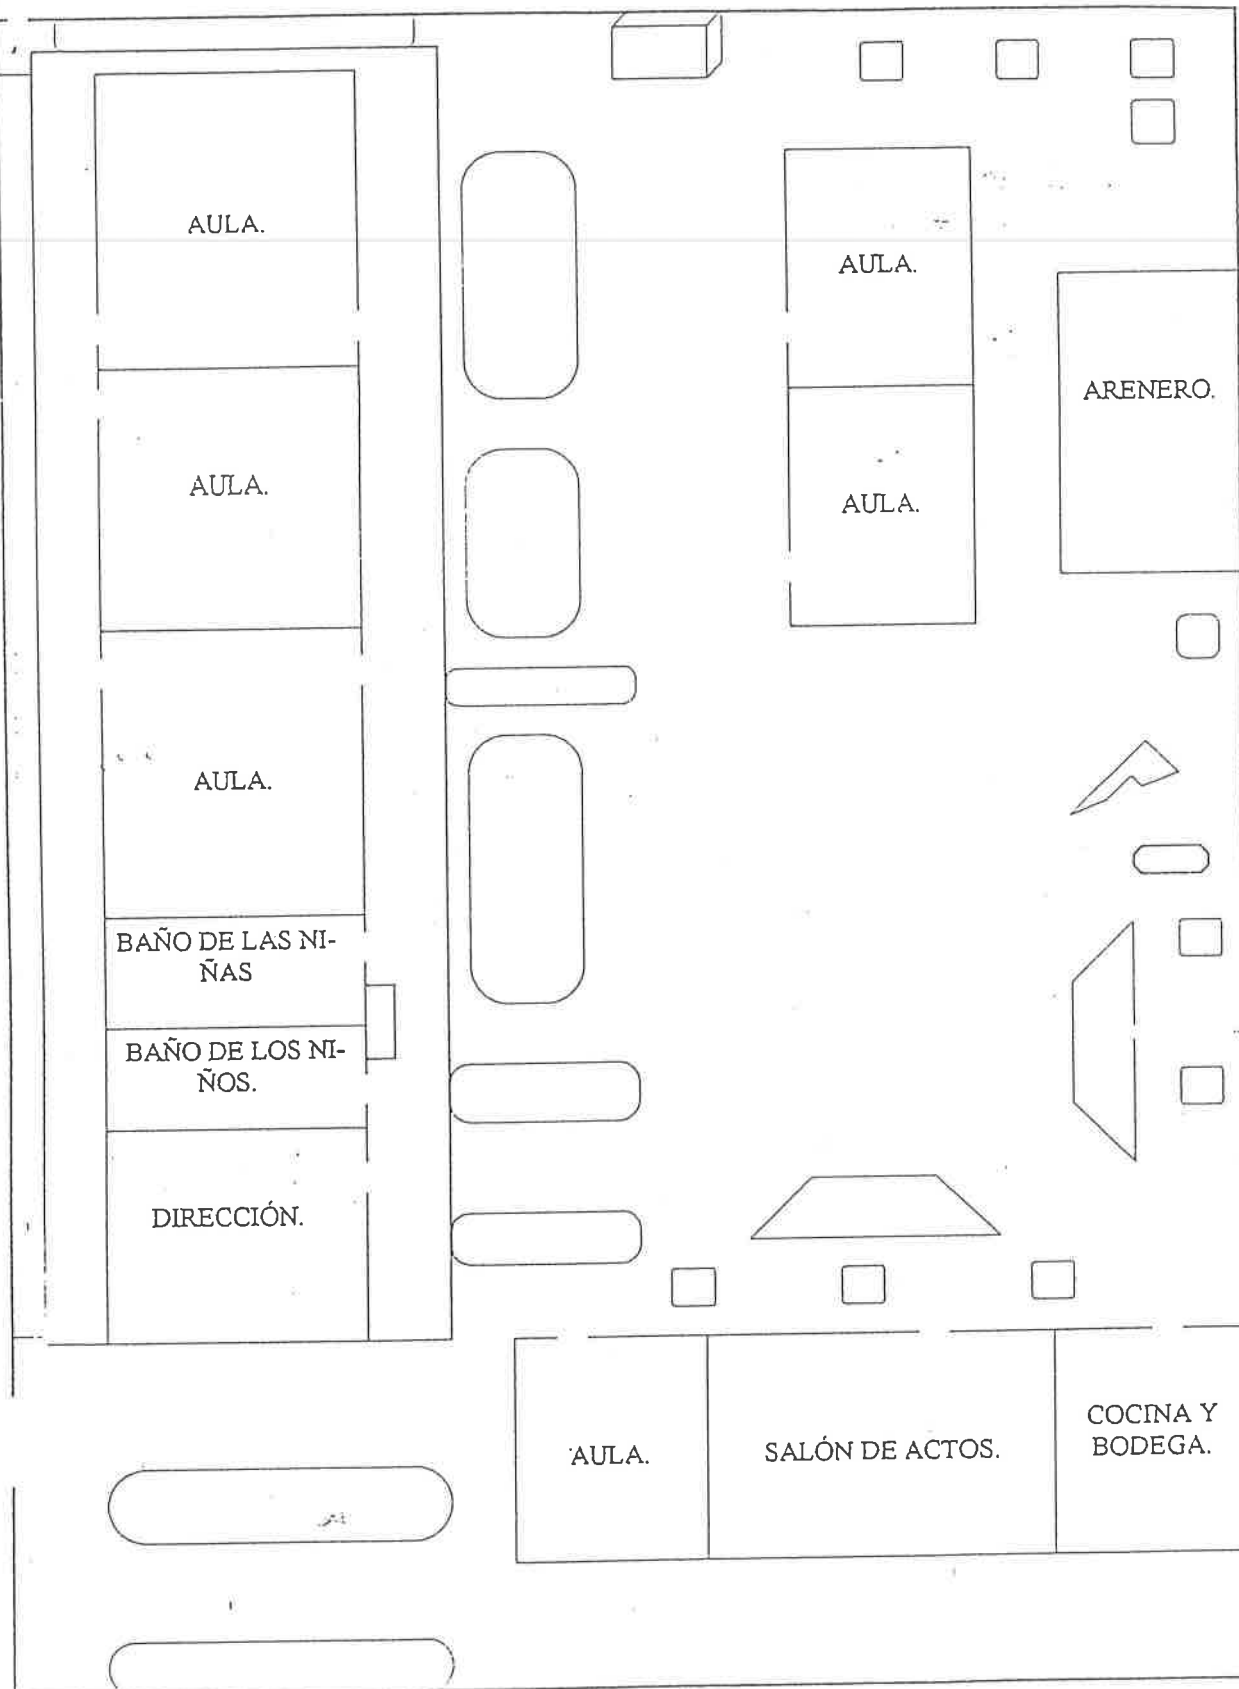 AULA.
AULA.
AULA.
BAÑO DE LAS NI-
ÑAS
BAÑO DE LOS NI-
ÑOS.
DIRECCIÓN.
AULA.
AULA.
ARENERO.
AULA.
SALÓN DE ACTOS.
COCINA Y
BODEGA.